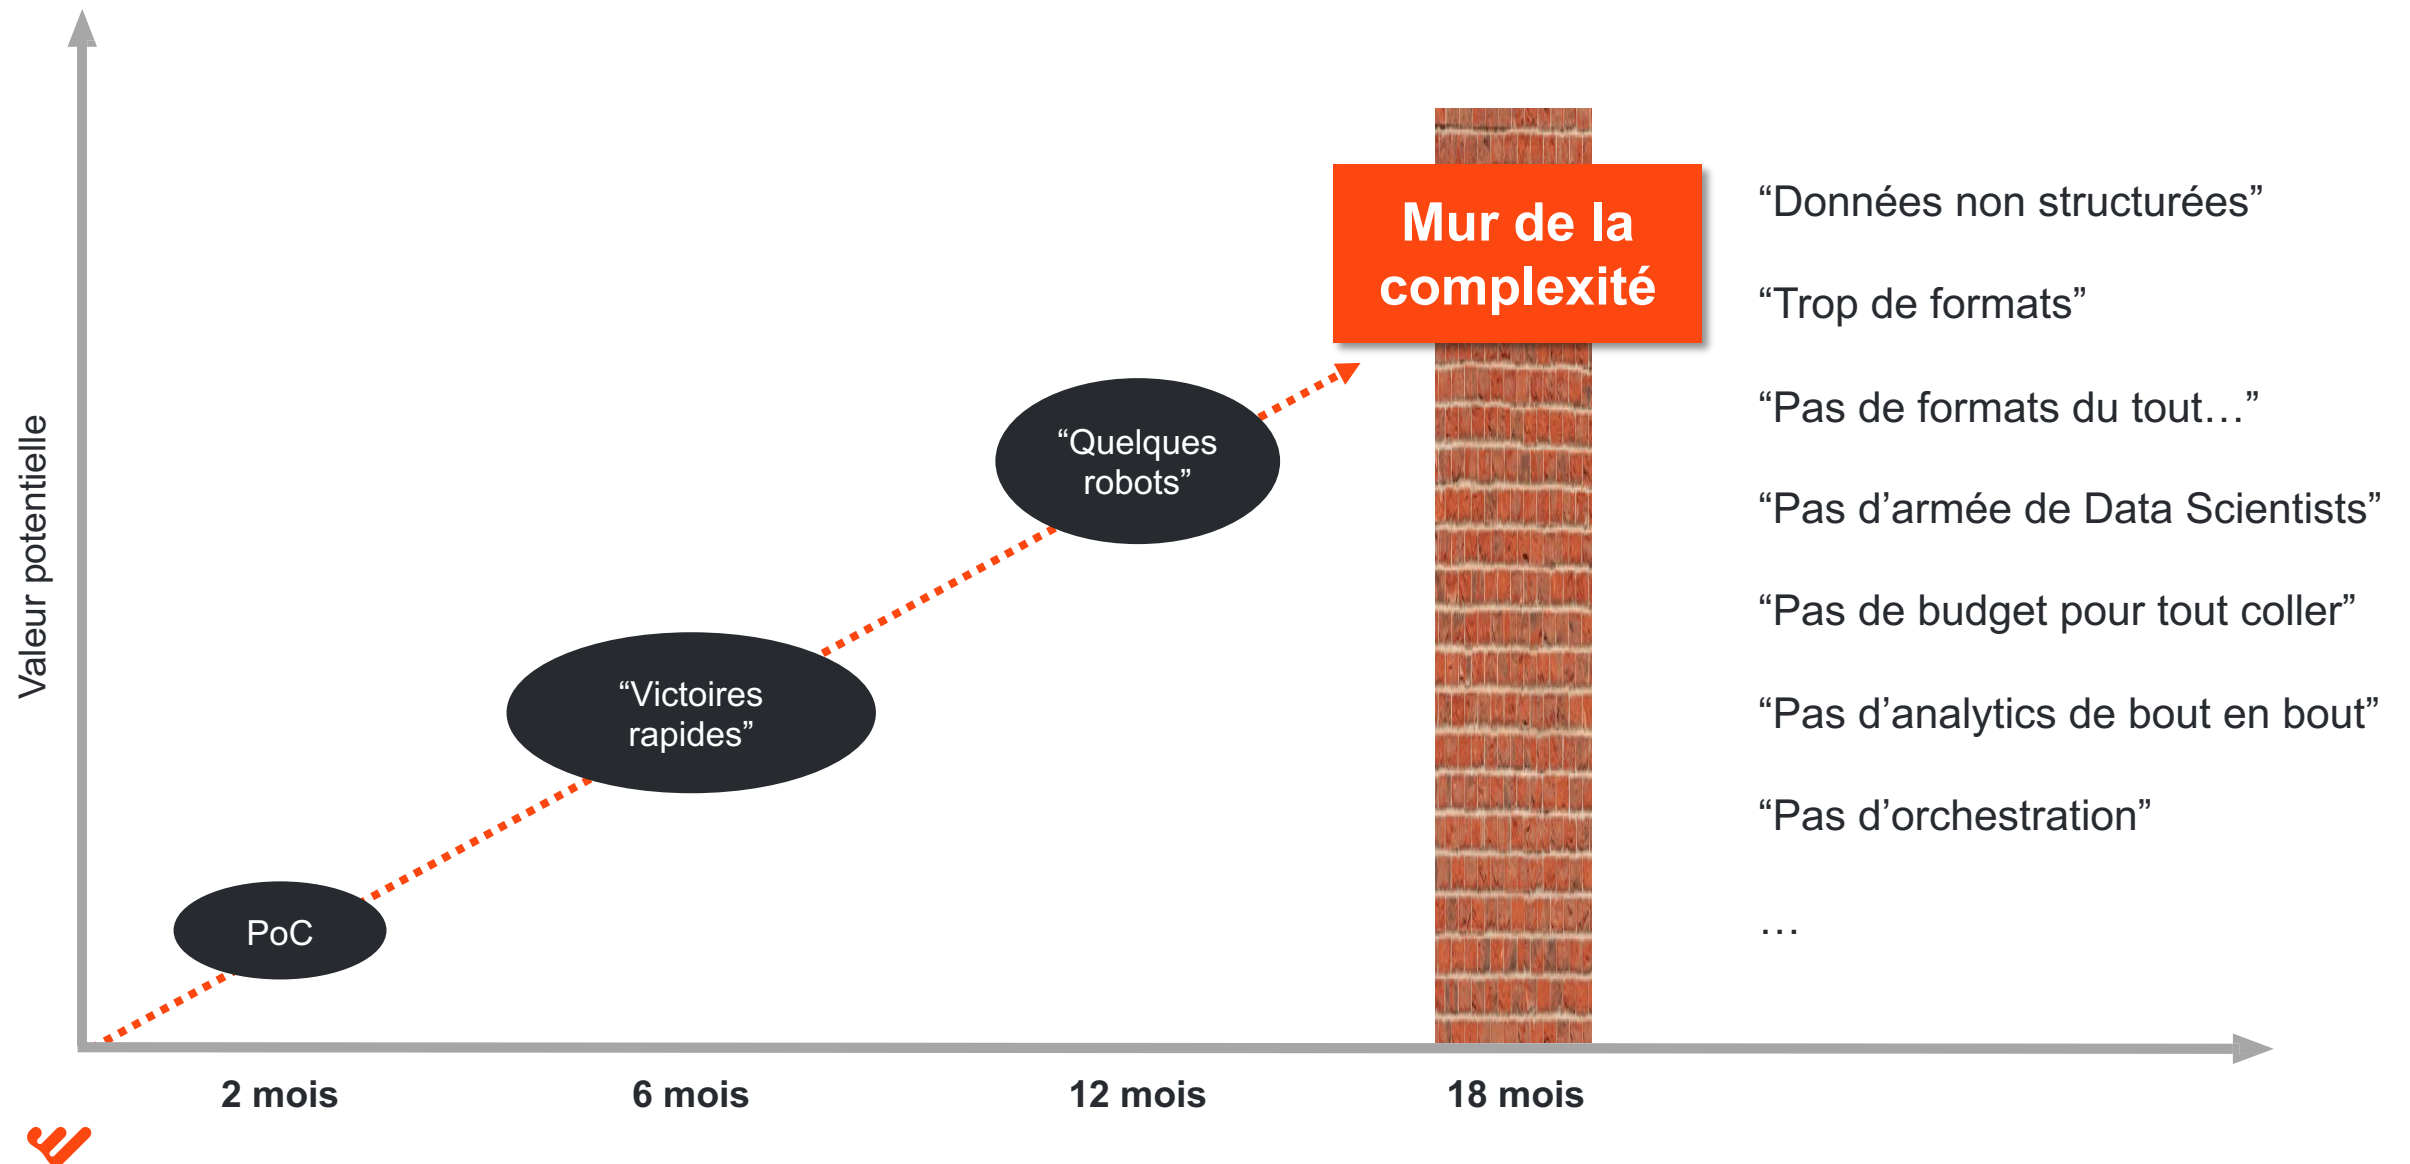 Mur de la
complexité
“Données non structurées”
“Trop de formats”
“Pas de formats du tout…”
“Pas d’armée de Data Scientists”
“Pas de budget pour tout coller”
“Pas d’analytics de bout en bout”
“Pas d’orchestration”
…
“Quelques
robots”
“Victoires
rapides”
PoC
Valeur potentielle
2 mois
6 mois
12 mois
18 mois